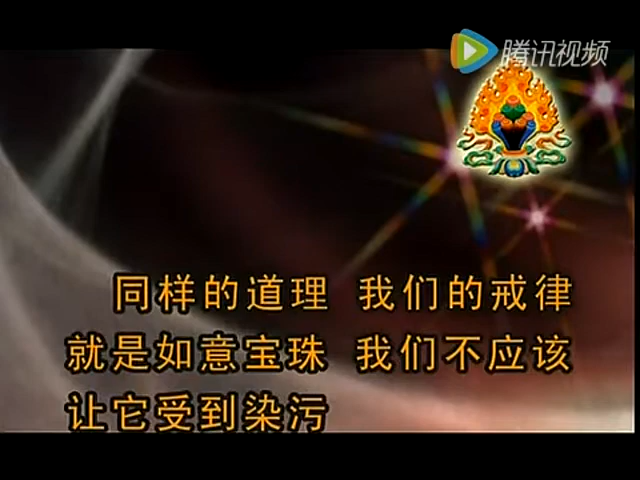 腾讯视频
同样的道理 我们的戒律
就是如意宝珠 我们不应该
让它受到染污